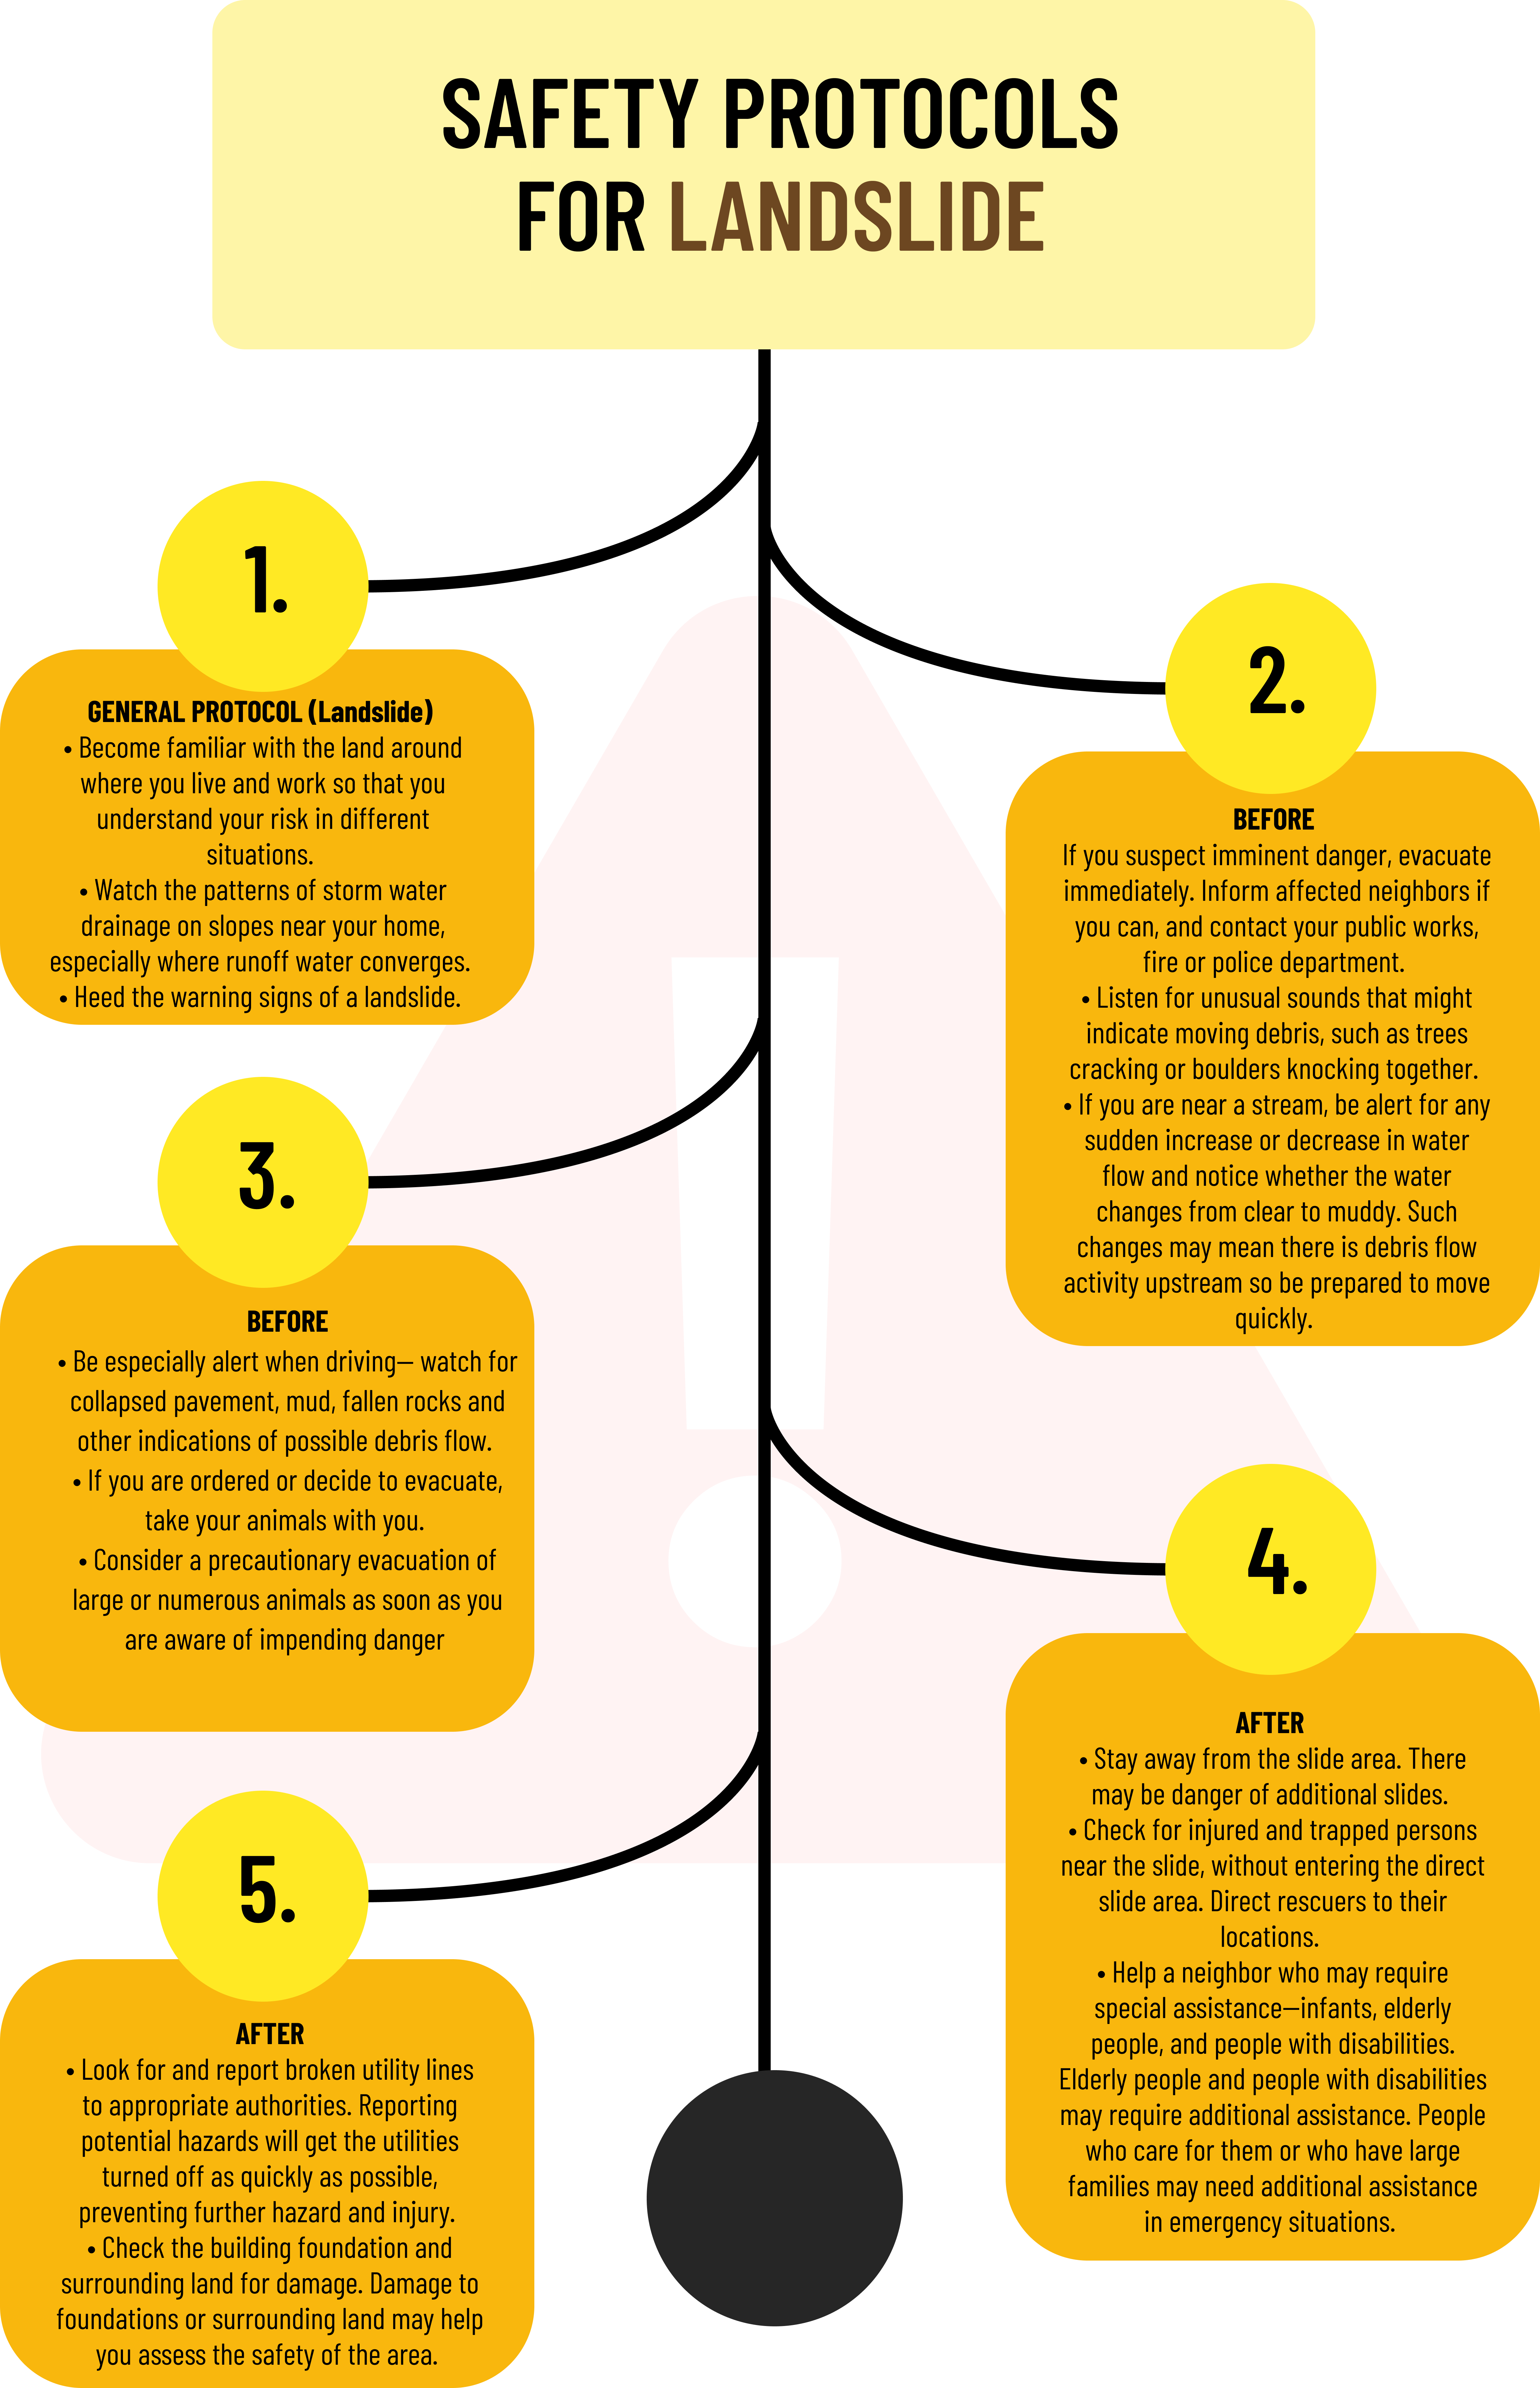 SAFETY PROTOCOLS
FOR LANDSLIDE
1.
GENERAL PROTOCOL (Landslide)
• Become familiar with the land around
where you live and work so that you
understand your risk in different
situations.
• Watch the patterns of storm water
drainage on slopes near your home,
especially where runoff water converges.
• Heed the warning signs of a landslide.
2.
BEFORE
If you suspect imminent danger, evacuate
immediately. Inform affected neighbors if
you can, and contact your public works,
fire or police department.
• Listen for unusual sounds that might
indicate moving debris, such as trees
cracking or boulders knocking together.
• If you are near a stream, be alert for any
sudden increase or decrease in water
flow and notice whether the water
changes from clear to muddy. Such
changes may mean there is debris flow
activity upstream so be prepared to move
quickly.
3.
BEFORE
• Be especially alert when driving— watch for
collapsed pavement, mud, fallen rocks and
other indications of possible debris flow.
• If you are ordered or decide to evacuate,
take your animals with you.
• Consider a precautionary evacuation of
large or numerous animals as soon as you
are aware of impending danger
4.
AFTER
• Stay away from the slide area. There
may be danger of additional slides.
• Check for injured and trapped persons
near the slide, without entering the direct
slide area. Direct rescuers to their
locations.
• Help a neighbor who may require
special assistance—infants, elderly
people, and people with disabilities.
Elderly people and people with disabilities
may require additional assistance. People
who care for them or who have large
families may need additional assistance
in emergency situations.
5.
AFTER
• Look for and report broken utility lines
to appropriate authorities. Reporting
potential hazards will get the utilities
turned off as quickly as possible,
preventing further hazard and injury.
• Check the building foundation and
surrounding land for damage. Damage to
foundations or surrounding land may help
you assess the safety of the area.